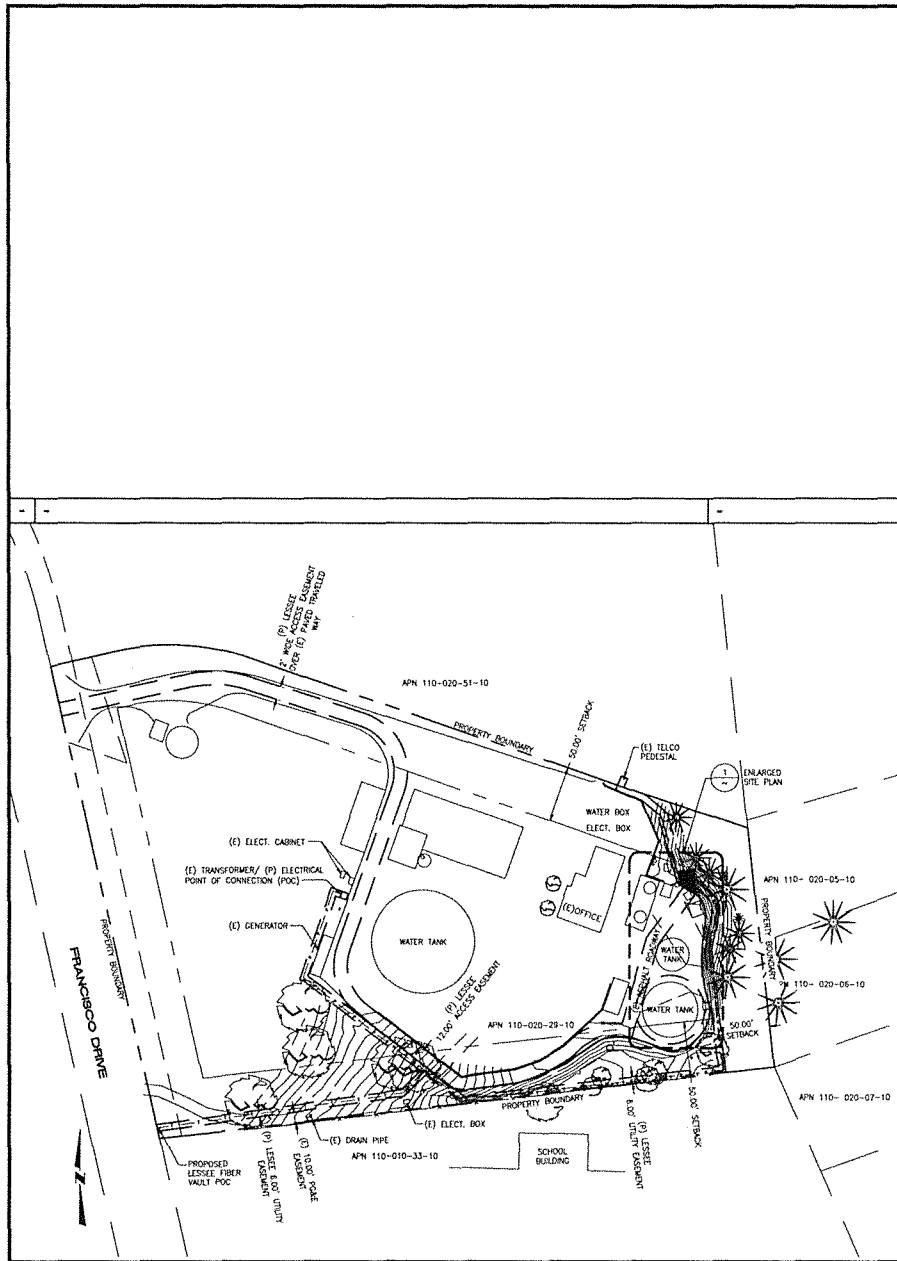 - -
-
(P) LESSEE
2' WIDE ACCESS EASEMENT
OVER (E) PAVED TRAVELED
WAY
APN 110-020-51-10
PROPERTY BOUNDARY
50.00' SETBACK
(E) TELCO
PEDESTAL
1
~
ENLARGED
SITE PLAN
WATER BOX
ELECT. BOX
(E) ELECT. CABINET
(E) TRANSFORMER/ (P) ELECTRICAL
POINT OF CONNECTION (POC)
(E) GENERATOR
WATER TANK
(E)OFFICE
ASPHALT ROADWAY
WATER
TANK
WATER TANK
APN 110- 020-05-10
PROPERTY BOUNDARY
110- 020-06-10
50.00'
SETBACK
APN 110- 020-07-10
PROPERTY BOUNDARY
FRANCISCO DRIVE
(P) LESSEE
12.00' ACCESS EASEMENT
APN 110-020-29-10
PROPERTY BOUNDARY
(E) ELECT. BOX
(E) DRAIN PIPE
APN 110-010-33-10
SCHOOL
BUILDING
(P) LESSEE
6.00' UTILITY
EASEMENT
50.00' SETBACK
PROPOSED
LESSEE FIBER
VAULT POC
(P) LESEE 6.00' UTILITY
EASEMENT
(E) 10.00' PG&E
EASEMENT
N